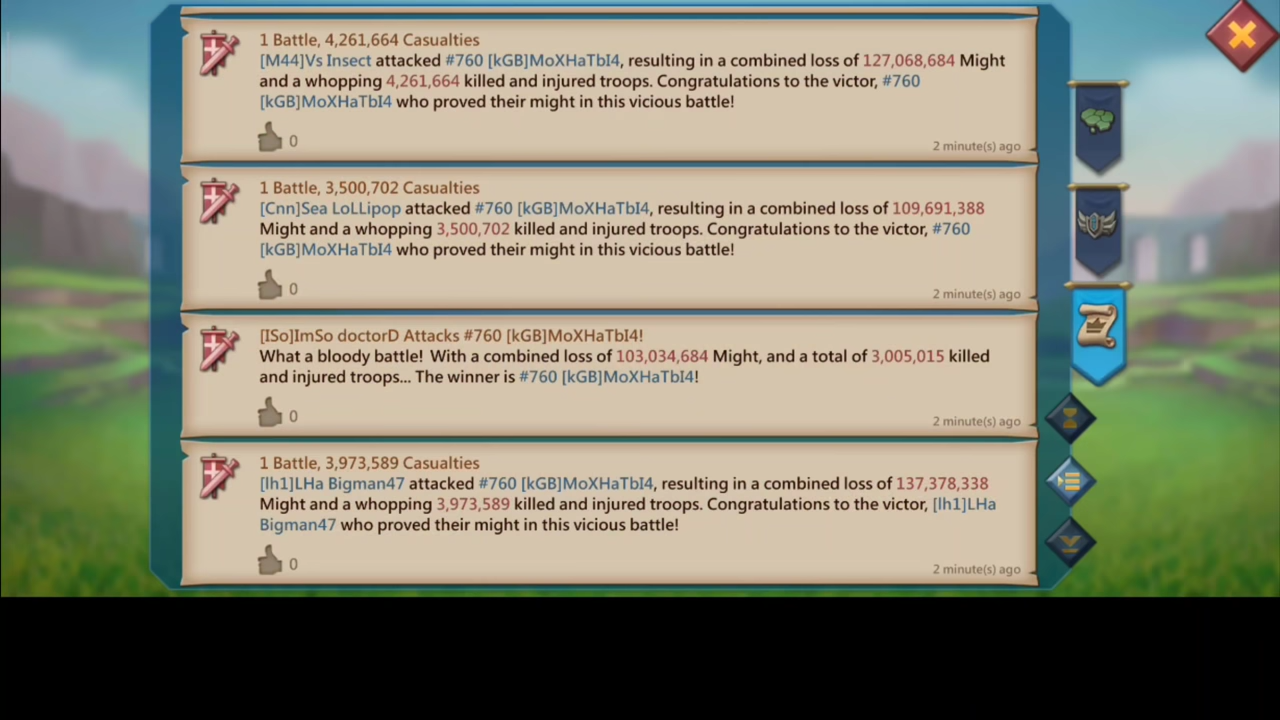 1 Battle, 4,261,664 Casualties
[M44]Vs Insect attacked #760 [kGB]MoXHaTbI4, resulting in a combined loss of 127,068,684 Might
and a whopping 4,261,664 killed and injured troops. Congratulations to the victor, #760
[kGB]MoXHaTbI4 who proved their might in this vicious battle!
0
2 minute(s) ago
1 Battle, 3,500,702 Casualties
[Cnn]Sea LoLLipop attacked #760 [kGB]MoXHaTbI4, resulting in a combined loss of 109,691,388
Might and a whopping 3,500,702 killed and injured troops. Congratulations to the victor, #760
[kGB]MoXHaTbI4 who proved their might in this vicious battle!
0
2 minute(s) ago
[ISo]ImSo doctorD Attacks #760 [kGB]MoXHaTbI4!
What a bloody battle! With a combined loss of 103,034,684 Might, and a total of 3,005,015 killed
and injured troops... The winner is #760 [kGB]MoXHaTbI4!
0
2 minute(s) ago
1 Battle, 3,973,589 Casualties
[lh1]LHa Bigman47 attacked #760 [kGB]MoXHaTbI4, resulting in a combined loss of 137,378,338
Might and a whopping 3,973,589 killed and injured troops. Congratulations to the victor, [lh1]LHa
Bigman47 who proved their might in this vicious battle!
0
2 minute(s) ago